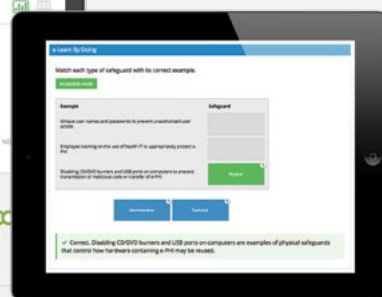 Learn By Doing
Match each type of safeguard with its correct example.
Accessible mode
Example Safeguard
Unique user names and passwords to prevent unauthorized user
access
Employee training on the use of health IT to appropriately protect e-
PHI
Disabling CD/DVD burners and USB ports on computers to prevent
transmission of malicious code or transfer of e-PHI
Physical
Administrative Technical
✓ Correct. Disabling CD/DVD burners and USB ports on computers are examples of physical safeguards
that control how hardware containing e-PHI may be reused.